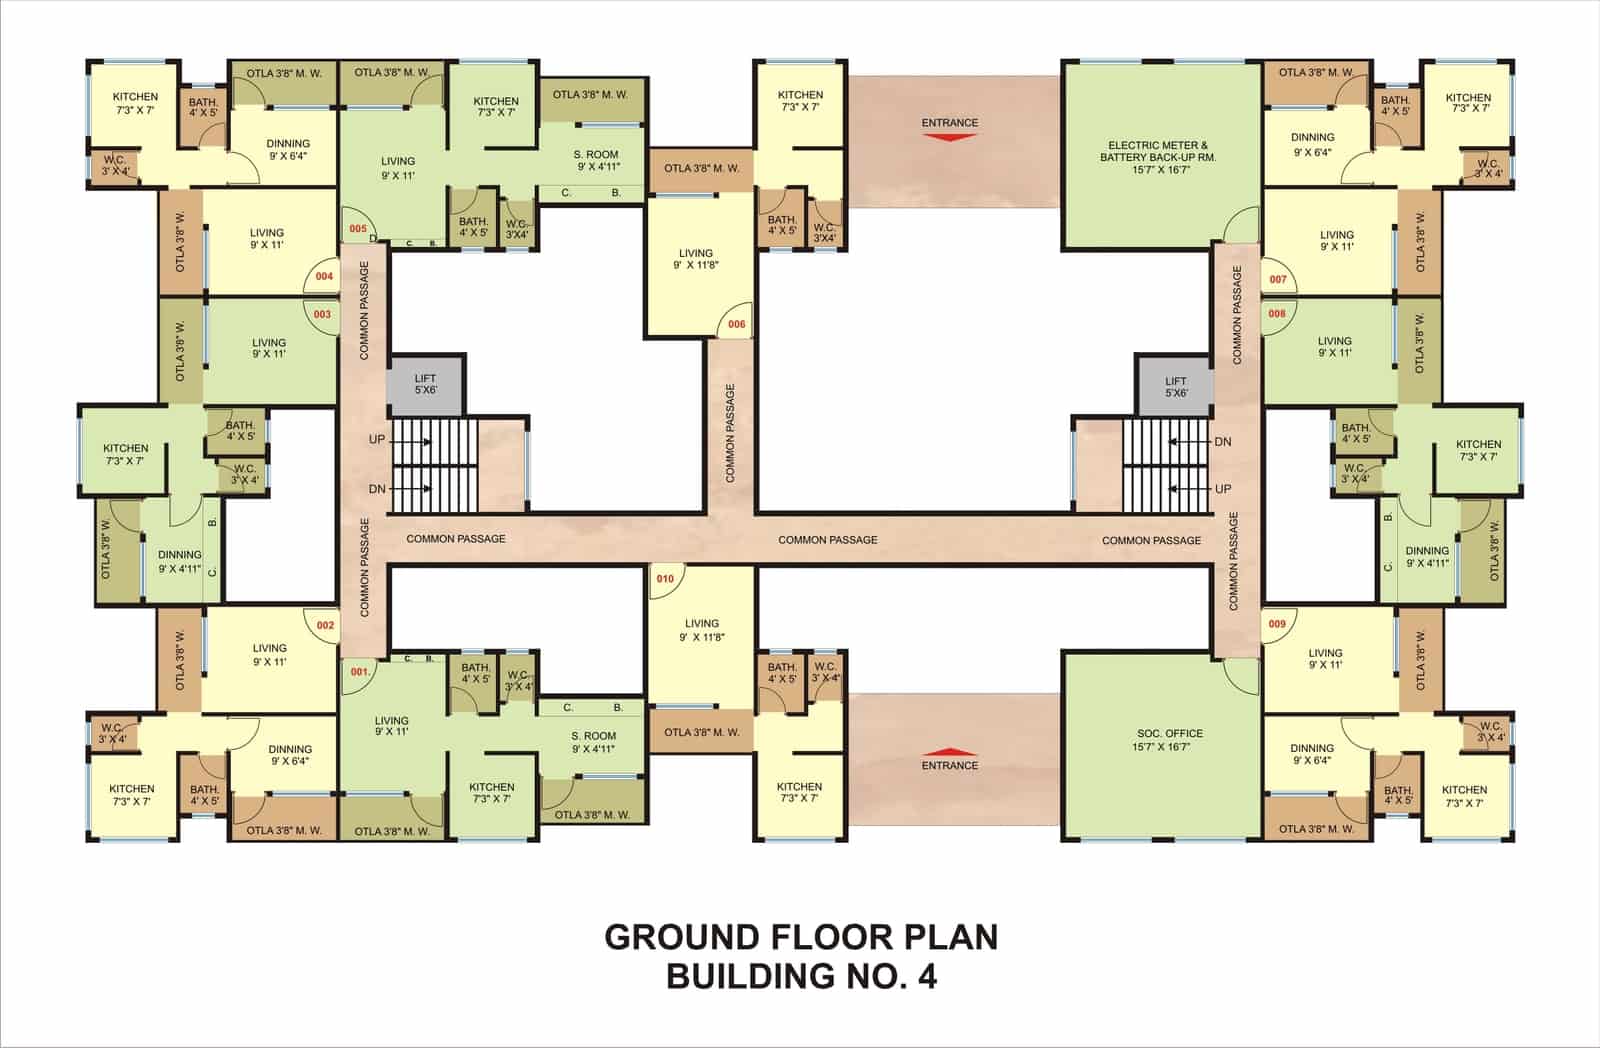 KITCHEN
7'3" X 7'
BATH.
4' X 5'
OTLA 3'8" M. W.
DINNING
9' X 6'4"
W.C.
3' X 4'
OTLA 3'8" M. W.
LIVING
9' X 11'
KITCHEN
7'3" X 7'
OTLA 3'8" M. W.
S. ROOM
9' X 4'11"
C. B.
BATH.
4' X 5'
W.C.
3'X4'
005
D
C. B.
OTLA 3'8" W.
LIVING
9' X 11'
004
003
OTLA 3'8" W.
LIVING
9' X 11'
COMMON PASSAGE
KITCHEN
7'3" X 7'
BATH.
4' X 5'
W.C.
3' X 4'
OTLA 3'8" W.
DINNING
9' X 4'11"
B.
C.
LIFT
5'X6'
UP
DN
COMMON PASSAGE
OTLA 3'8" M. W.
KITCHEN
7'3" X 7'
BATH.
4' X 5'
W.C.
3'X4'
LIVING
9' X 11'8"
006
COMMON PASSAGE
ENTRANCE
ELECTRIC METER &
BATTERY BACK-UP RM.
15'7" X 16'7"
OTLA 3'8" M. W.
DINNING
9' X 6'4"
BATH.
4' X 5'
KITCHEN
7'3" X 7'
W.C.
3' X 4'
LIVING
9' X 11'
OTLA 3'8" W.
007
008
LIVING
9' X 11'
OTLA 3'8" W.
COMMON PASSAGE
LIFT
5'X6'
DN
UP
BATH.
4' X 5'
W.C.
3' X 4'
KITCHEN
7'3" X 7'
B.
C.
DINNING
9' X 4'11"
OTLA 3'8" W.
COMMON PASSAGE
COMMON PASSAGE
COMMON PASSAGE
COMMON PASSAGE
OTLA 3'8" W.
LIVING
9' X 11'
002
001.
C. B.
W.C.
3' X 4'
KITCHEN
7'3" X 7'
BATH.
4' X 5'
DINNING
9' X 6'4"
OTLA 3'8" M. W.
LIVING
9' X 11'
OTLA 3'8" M. W.
BATH.
4' X 5'
W.C.
3' X 4'
KITCHEN
7'3" X 7'
C. B.
S. ROOM
9' X 4'11"
OTLA 3'8" M. W.
010
LIVING
9' X 11'8"
OTLA 3'8" M. W.
BATH.
4' X 5'
W.C.
3' X 4'
KITCHEN
7'3" X 7'
ENTRANCE
SOC. OFFICE
15'7" X 16'7"
009
LIVING
9' X 11'
OTLA 3'8" W.
DINNING
9' X 6'4"
OTLA 3'8" M. W.
BATH.
4' X 5'
W.C.
3' X 4'
KITCHEN
7'3" X 7'
GROUND FLOOR PLAN
BUILDING NO. 4